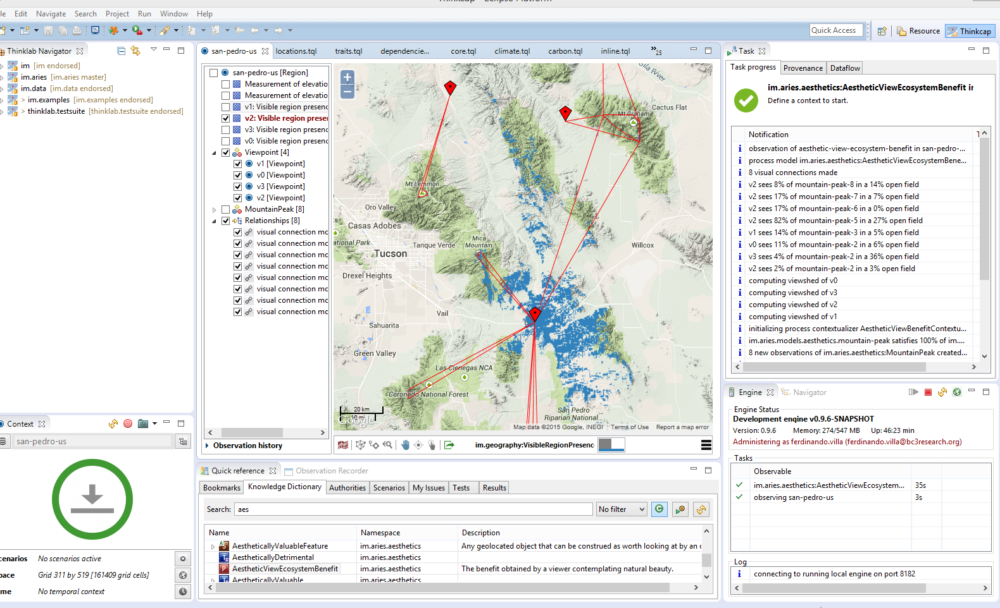 Thinkcap - Eclipse Platform
Edit Navigate Search Project Run Window Help
Quick Access
Resource
Thinkcap
Thinklab Navigator
im [im endorsed]
im.aries [im.aries master]
im.data [im.data endorsed]
> im.examples [im.examples endorsed]
> thinklab.testsuite [thinklab.testsuite endorsed]
Context
san-pedro-us
cenarios No scenarios active
pace Grid 311 by 519 [161409 grid cells]
me No temporal context
san-pedro-us
locations.tql
traits.tql
dependencie...
core.tql
climate.tql
carbon.tql
inline.tql
»25
san-pedro-us [Region]
Measurement of elevatio
Measurement of elevatio
v1: Visible region presenc
v2: Visible region prese
v3: Visible region presenc
v0: Visible region presenc
Viewpoint [4]
v1 [Viewpoint]
v0 [Viewpoint]
v3 [Viewpoint]
v2 [Viewpoint]
MountainPeak [8]
Relationships [8]
visual connection mc
visual connection mc
visual connection mc
visual connection mc
visual connection mc
visual connection mc
visual connection mc
visual connection mc
Observation history
+
−
Gila River
Mt Graham
Cactus Flat
Mt Lemmon
Oro Valley
Casas Adobes
ational Park
Tanque Verde
Mica
Mountain
Tucson
Willcox
Drexel Heights
Vail
Sahuarita
Green Valley
Las Cienegas NCA
Coronado National Forest
San Pedro
Riparian National...
20 km
10 mi
Google
Map data ©2015 Google, INEGI
Terms of Use
Report a map error
im.geography:VisibleRegionPresenc
Quick reference
Observation Recorder
Bookmarks
Knowledge Dictionary
Authorities
Scenarios
My Issues
Tests
Results
Search: aes
No filter
Name Namespace Description
AestheticallyValuableFeature im.aries.aesthetics Any geolocated object that can be construed as worth looking at by an o
AestheticallyDetrimental im.aries.aesthetics
AestheticViewEcosystemBenefit im.aries.aesthetics The benefit obtained by a viewer contemplating natural beauty.
AestheticallyValuable im.aries.aesthetics
Task
Task progress
Provenance
Dataflow
im.aries.aesthetics:AestheticViewEcosystemBenefit ir
Define a context to start.
Notification
observation of aesthetic-view-ecosystem-benefit in san-pedro-...
process model im.aries.aesthetics:AestheticViewEcosystemBene...
8 visual connections made
v2 sees 8% of mountain-peak-8 in a 14% open field
v2 sees 17% of mountain-peak-7 in a 7% open field
v2 sees 17% of mountain-peak-6 in a 0% open field
v2 sees 82% of mountain-peak-5 in a 27% open field
v1 sees 14% of mountain-peak-3 in a 5% open field
v0 sees 11% of mountain-peak-2 in a 6% open field
v3 sees 4% of mountain-peak-2 in a 36% open field
v2 sees 2% of mountain-peak-2 in a 3% open field
computing viewshed of v0
computing viewshed of v3
computing viewshed of v2
computing viewshed of v1
initializing process contextualizer AestheticViewBenefitContextu...
im.aries.models.aesthetics.mountain-peak satisfies 100% of im....
8 new observations of im.aries.aesthetics:MountainPeak created...
Engine
Navigator
Engine Status
Development engine v0.9.6-SNAPSHOT
Version: 0.9.6 Memory: 274/547 MB Up: 46:23 min
Administering as ferdinando.villa (ferdinando.villa@bc3research.org)
Tasks
Observable
im.aries.aesthetics:AestheticViewEcosystem... 35s
observing san-pedro-us 3s
Log
connecting to running local engine on port 8182